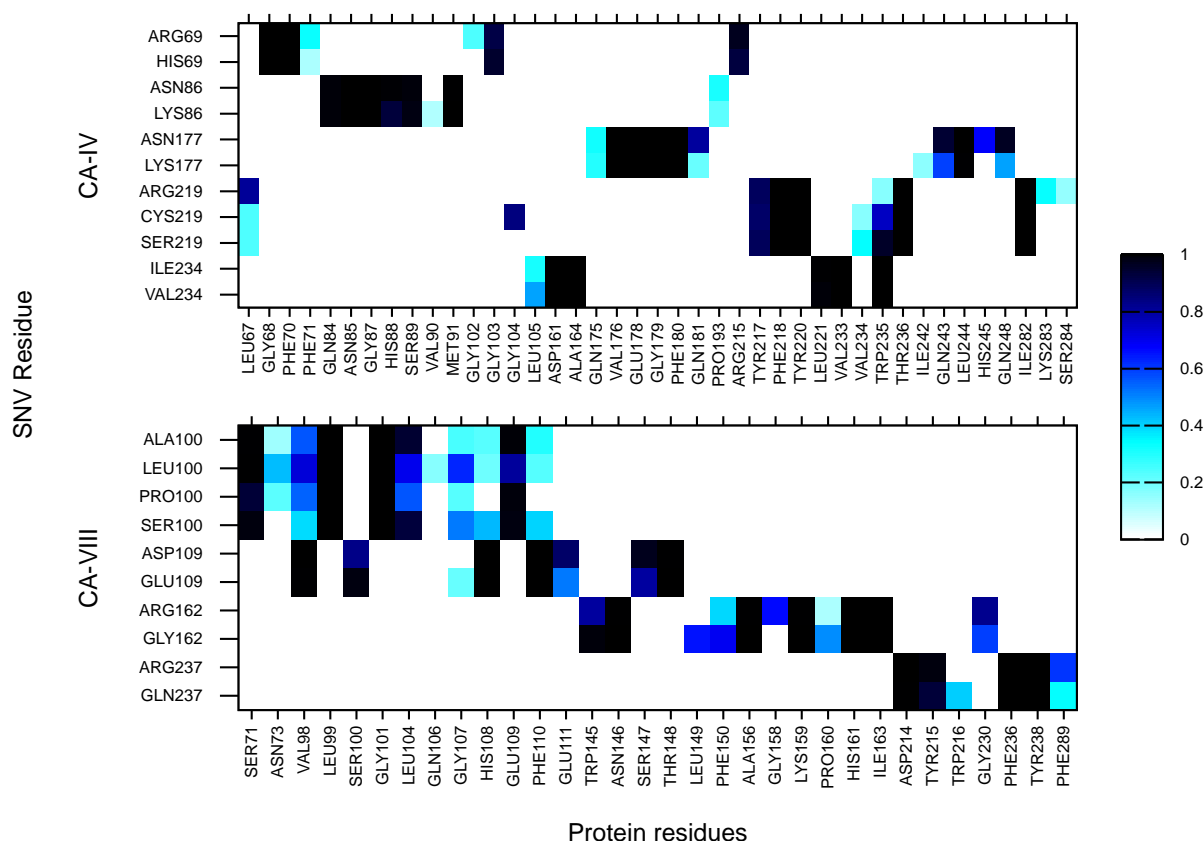 SNV Residue
CA-IV
ARG69
HIS69
ASN86
LYS86
ASN177
LYS177
ARG219
CYS219
SER219
ILE234
VAL234
LEU67
GLY68
PHE70
PHE71
GLN84
ASN85
GLY87
HIS88
SER89
VAL90
MET91
GLY102
GLY103
GLY104
LEU105
ASP161
ALA164
GLN175
VAL176
GLU178
GLY179
PHE180
GLN181
PRO193
ARG215
TYR217
PHE218
TYR220
LEU221
VAL233
VAL234
TRP235
THR236
ILE242
GLN243
LEU244
HIS245
GLN248
ILE282
LYS283
SER284
1
0.8
0.6
0.4
0.2
0
CA-VIII
ALA100
LEU100
PRO100
SER100
ASP109
GLU109
ARG162
GLY162
ARG237
GLN237
SER71
ASN73
VAL98
LEU99
SER100
GLY101
LEU104
GLN106
GLY107
HIS108
GLU109
PHE110
GLU111
TRP145
ASN146
SER147
THR148
LEU149
PHE150
ALA156
GLY158
LYS159
PRO160
HIS161
ILE163
ASP214
TYR215
TRP216
GLY230
PHE236
TYR238
PHE289
Protein residues